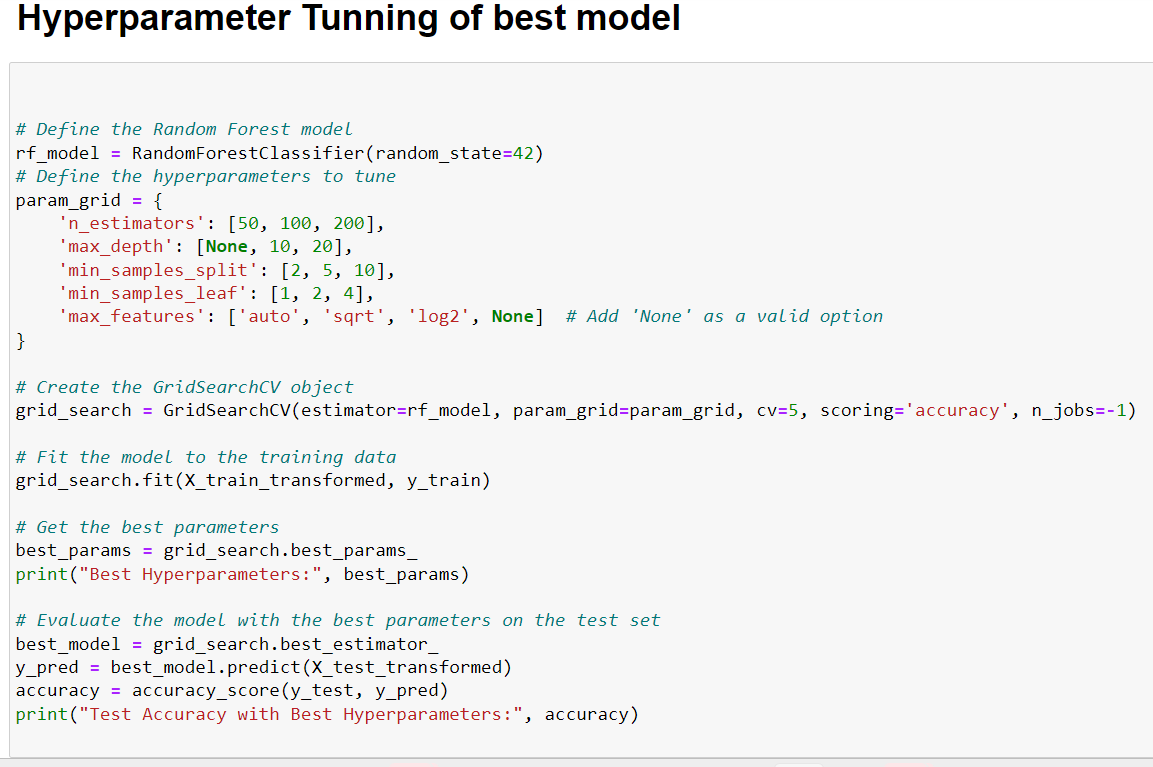 Hyperparameter Tunning of best model
# Define the Random Forest model
rf_model = RandomForestClassifier(random_state=42)
# Define the hyperparameters to tune
param_grid = {
    'n_estimators': [50, 100, 200],
    'max_depth': [None, 10, 20],
    'min_samples_split': [2, 5, 10],
    'min_samples_leaf': [1, 2, 4],
    'max_features': ['auto', 'sqrt', 'log2', None]  # Add 'None' as a valid option
}
# Create the GridSearchCV object
grid_search = GridSearchCV(estimator=rf_model, param_grid=param_grid, cv=5, scoring='accuracy', n_jobs=-1)
# Fit the model to the training data
grid_search.fit(X_train_transformed, y_train)
# Get the best parameters
best_params = grid_search.best_params_
print("Best Hyperparameters:", best_params)
# Evaluate the model with the best parameters on the test set
best_model = grid_search.best_estimator_
y_pred = best_model.predict(X_test_transformed)
accuracy = accuracy_score(y_test, y_pred)
print("Test Accuracy with Best Hyperparameters:", accuracy)